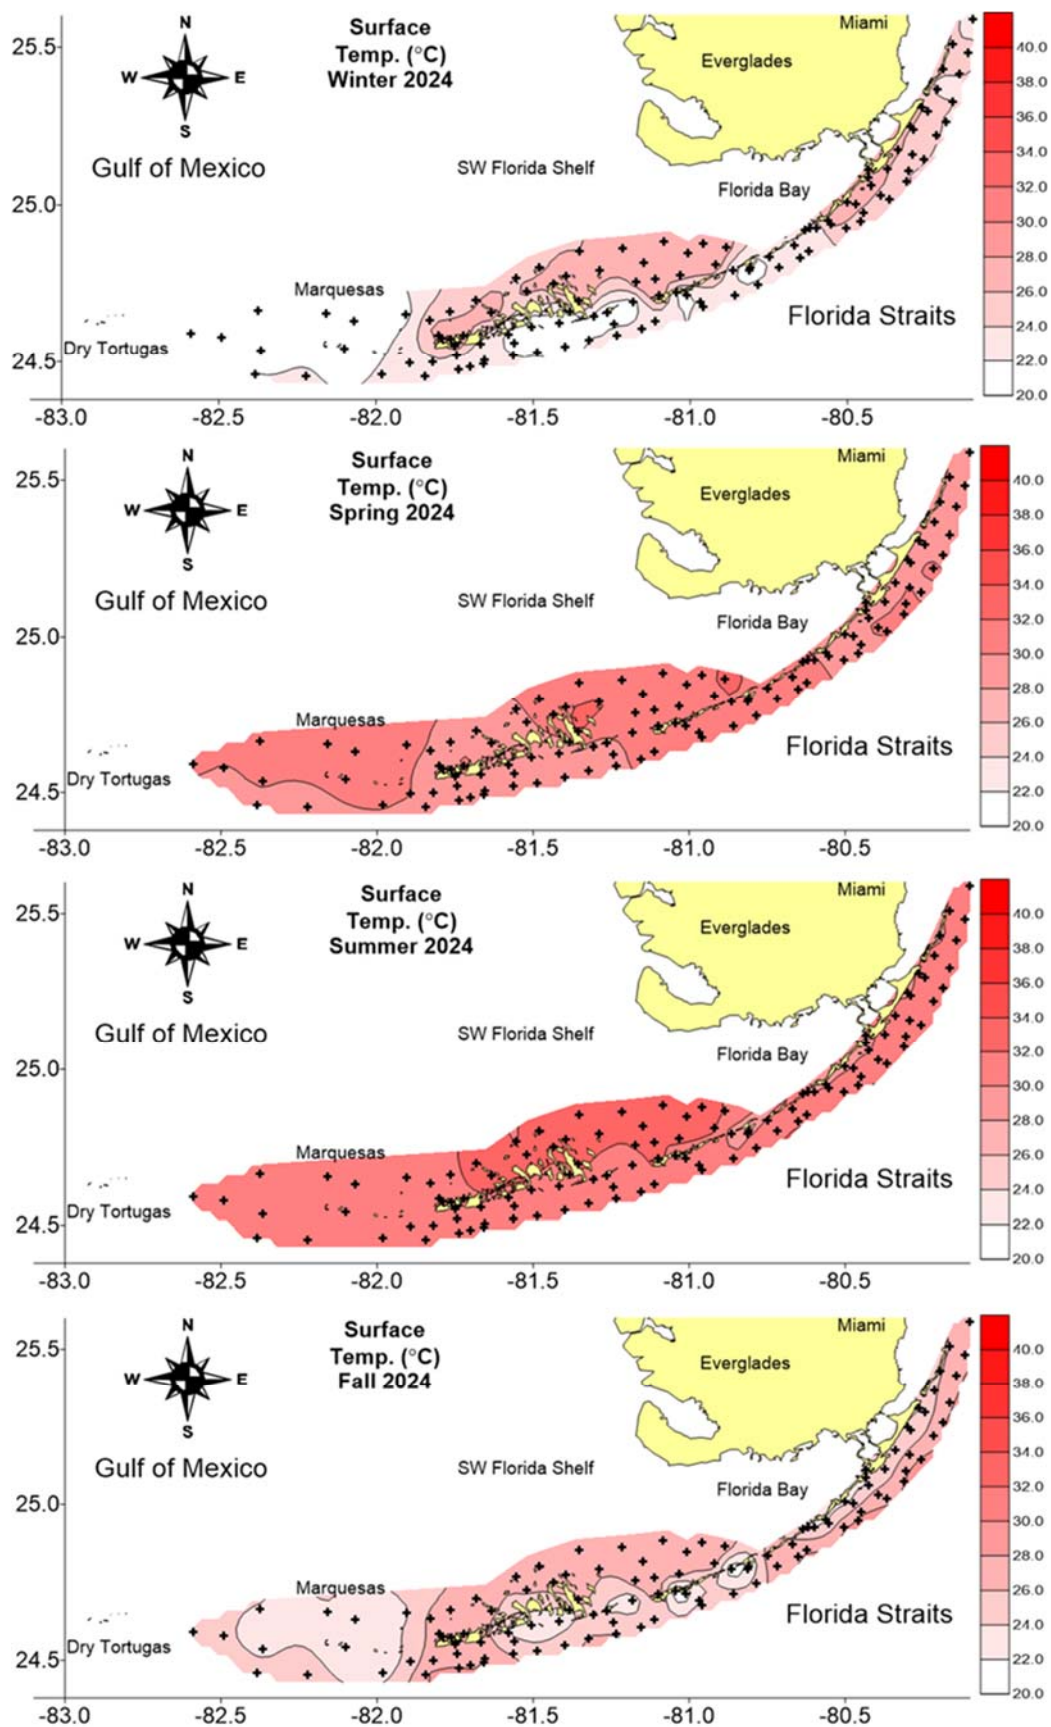 N
W E
S
Surface
Temp. (°C)
Winter 2024
Gulf of Mexico
SW Florida Shelf
Miami
Everglades
Florida Bay
Marquesas
Dry Tortugas
Florida Straits
25.5
25.0
24.5
-83.0 -82.5 -82.0 -81.5 -81.0 -80.5
40.0
38.0
36.0
34.0
32.0
30.0
28.0
26.0
24.0
22.0
20.0
N
W E
S
Surface
Temp. (°C)
Spring 2024
Gulf of Mexico
SW Florida Shelf
Miami
Everglades
Florida Bay
Marquesas
Dry Tortugas
Florida Straits
25.5
25.0
24.5
-83.0 -82.5 -82.0 -81.5 -81.0 -80.5
40.0
38.0
36.0
34.0
32.0
30.0
28.0
26.0
24.0
22.0
20.0
N
W E
S
Surface
Temp. (°C)
Summer 2024
Gulf of Mexico
SW Florida Shelf
Miami
Everglades
Florida Bay
Marquesas
Dry Tortugas
Florida Straits
25.5
25.0
24.5
-83.0 -82.5 -82.0 -81.5 -81.0 -80.5
40.0
38.0
36.0
34.0
32.0
30.0
28.0
26.0
24.0
22.0
20.0
N
W E
S
Surface
Temp. (°C)
Fall 2024
Gulf of Mexico
SW Florida Shelf
Miami
Everglades
Florida Bay
Marquesas
Dry Tortugas
Florida Straits
25.5
25.0
24.5
-83.0 -82.5 -82.0 -81.5 -81.0 -80.5
40.0
38.0
36.0
34.0
32.0
30.0
28.0
26.0
24.0
22.0
20.0